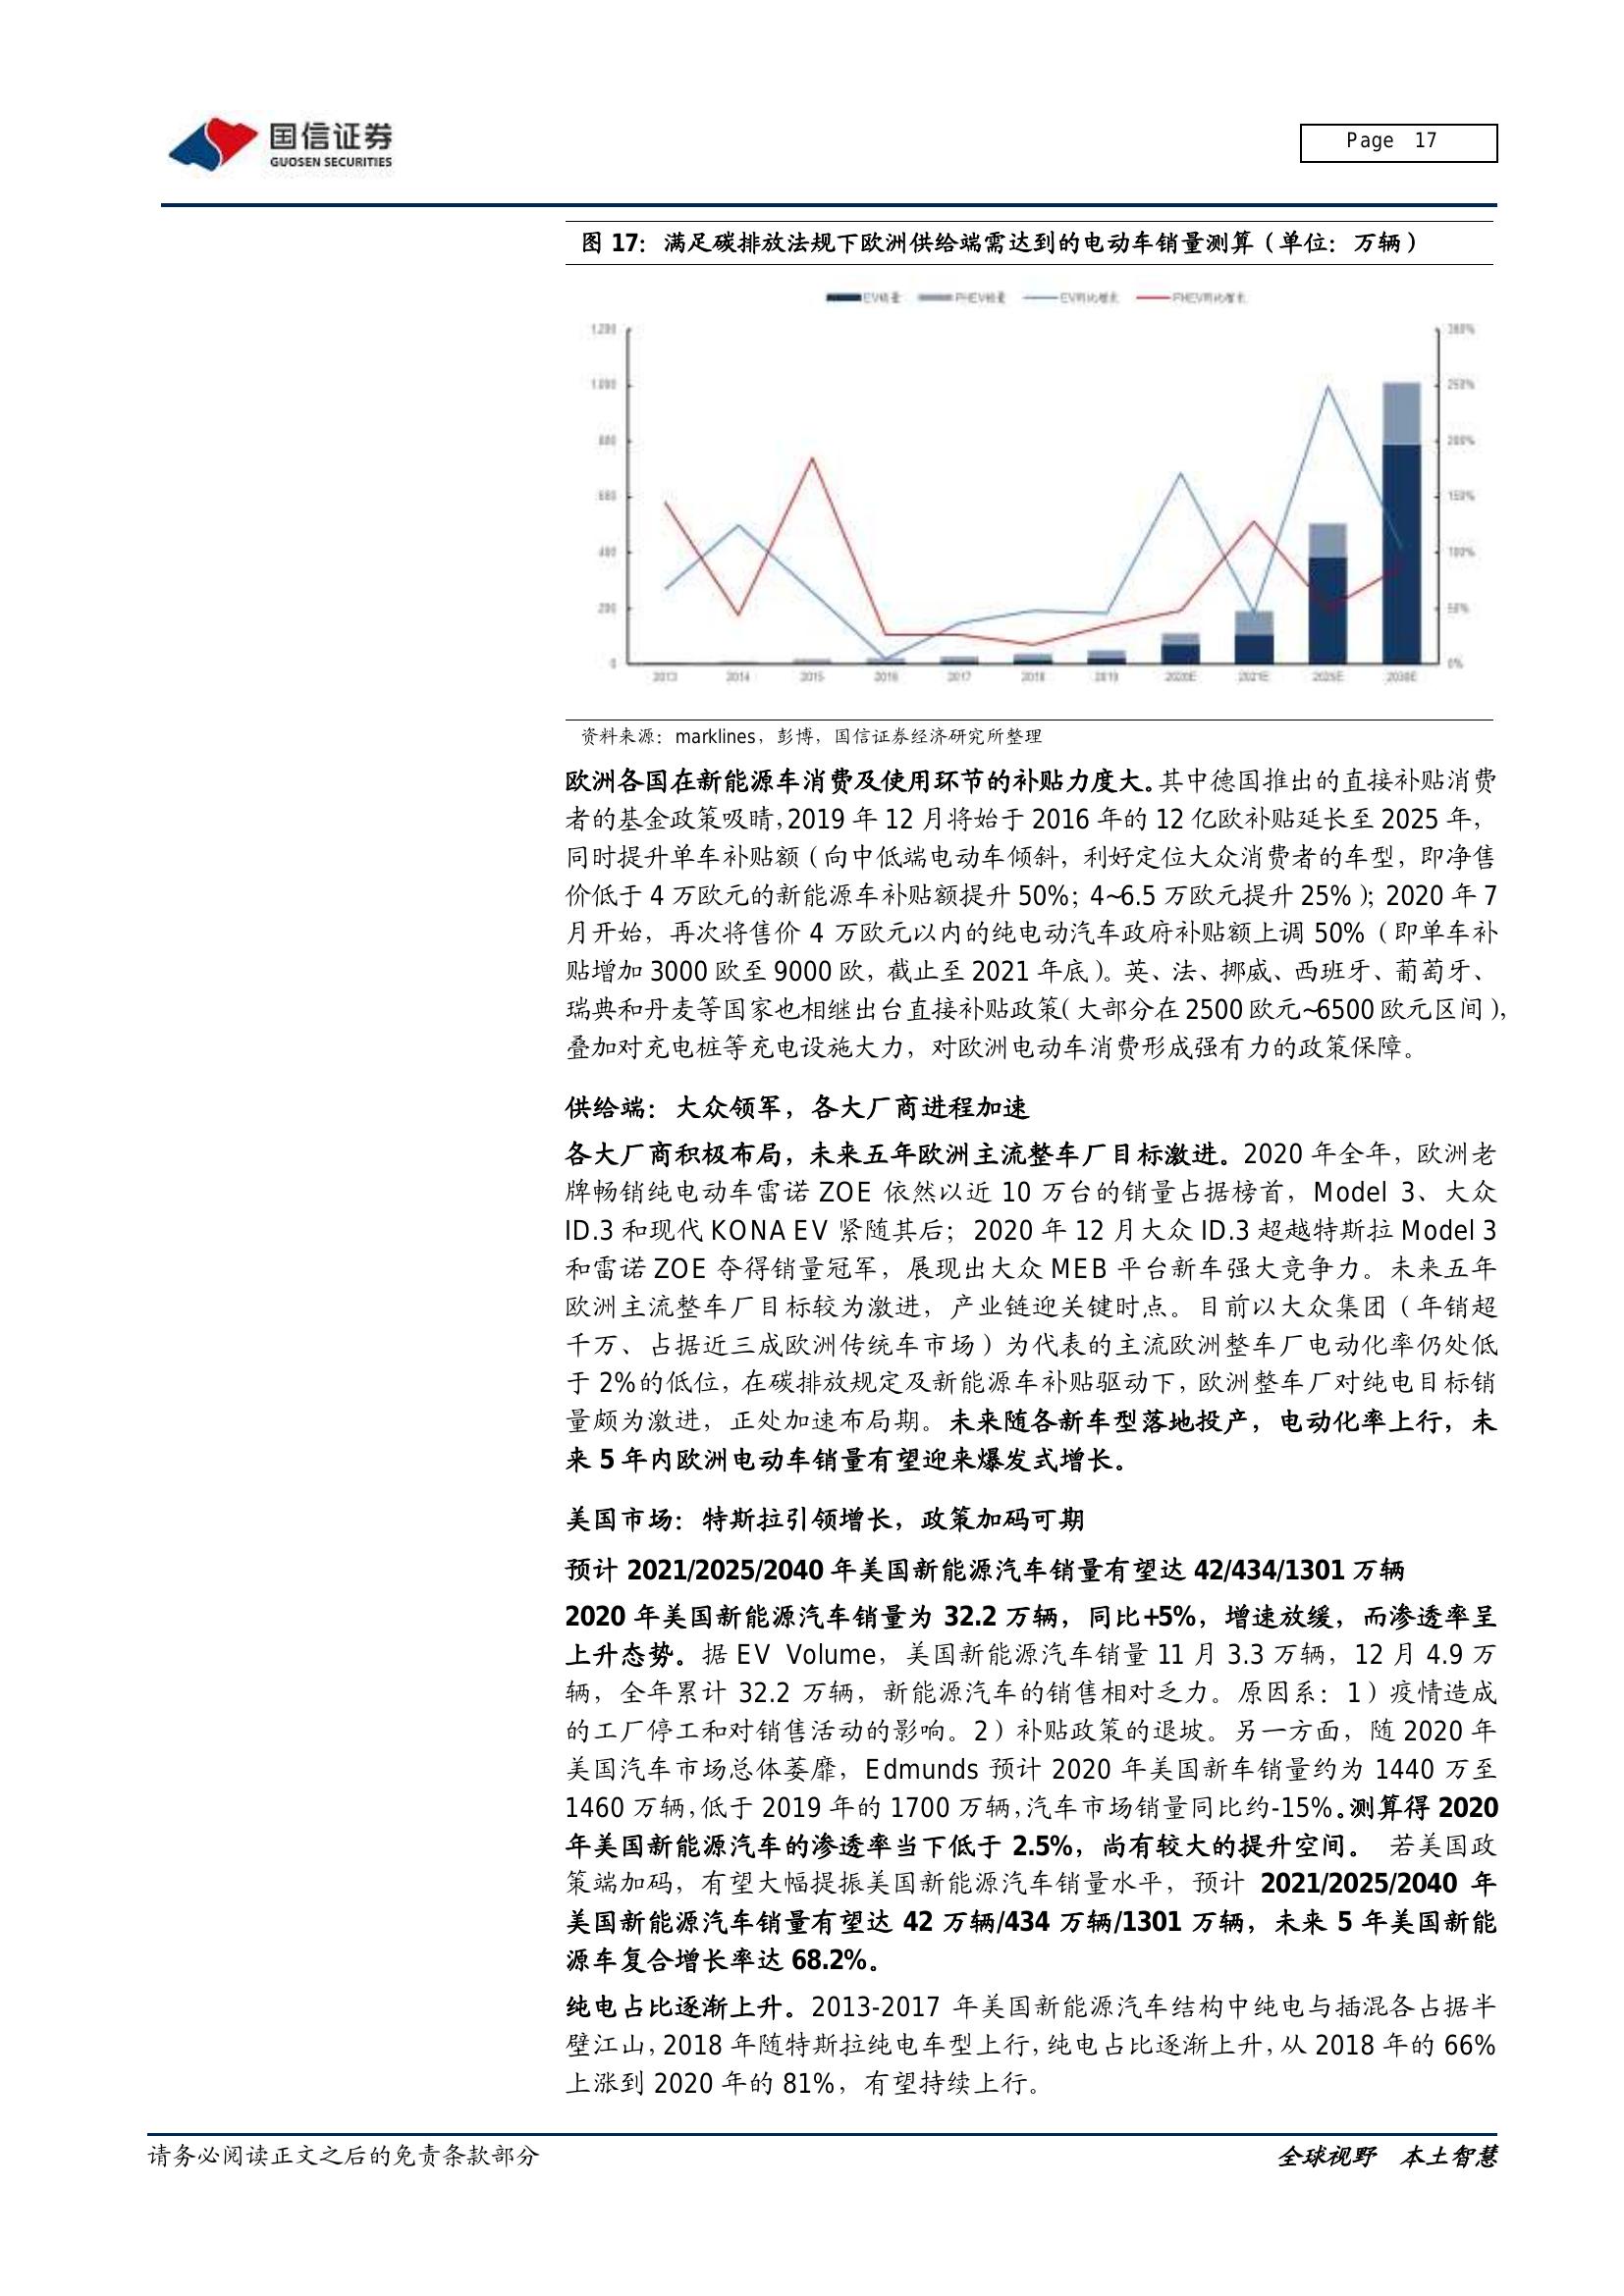 国信证券
GUOSEN SECURITIES
Page 17
图 17：满足碳排放法规下欧洲供给端需达到的电动车销量测算（单位：万辆）
EV销量 PHEV销量 EV同比增长 PHEV同比增长
1,200
1,000
800
600
400
200
0
250%
200%
150%
100%
50%
0%
2013 2014 2015 2016 2017 2018 2019 2020E 2021E 2025E 2030E
资料来源：marklines，彭博，国信证券经济研究所整理
欧洲各国在新能源车消费及使用环节的补贴力度大。其中德国推出的直接补贴消费
者的基金政策吸睛，2019 年 12 月将始于 2016 年的 12 亿欧补贴延长至 2025 年，
同时提升单车补贴额（向中低端电动车倾斜，利好定位大众消费者的车型，即净售
价低于 4 万欧元的新能源车补贴额提升 50%；4~6.5 万欧元提升 25%）；2020 年 7
月开始，再次将售价 4 万欧元以内的纯电动汽车政府补贴额上调 50%（即单车补
贴增加 3000 欧至 9000 欧，截止至 2021 年底）。英、法、挪威、西班牙、葡萄牙、
瑞典和丹麦等国家也相继出台直接补贴政策（大部分在 2500 欧元~6500 欧元区间），
叠加对充电桩等充电设施大力，对欧洲电动车消费形成强有力的政策保障。
供给端：大众领军，各大厂商进程加速
各大厂商积极布局，未来五年欧洲主流整车厂目标激进。2020 年全年，欧洲老
牌畅销纯电动车雷诺 ZOE 依然以近 10 万台的销量占据榜首，Model 3、大众
ID.3 和现代 KONA EV 紧随其后；2020 年 12 月大众 ID.3 超越特斯拉 Model 3
和雷诺 ZOE 夺得销量冠军，展现出大众 MEB 平台新车强大竞争力。未来五年
欧洲主流整车厂目标较为激进，产业链迎关键时点。目前以大众集团（年销超
千万、占据近三成欧洲传统车市场）为代表的主流欧洲整车厂电动化率仍处低
于 2%的低位，在碳排放规定及新能源车补贴驱动下，欧洲整车厂对纯电目标销
量颇为激进，正处加速布局期。未来随各新车型落地投产，电动化率上行，未
来 5 年内欧洲电动车销量有望迎来爆发式增长。
美国市场：特斯拉引领增长，政策加码可期
预计 2021/2025/2040 年美国新能源汽车销量有望达 42/434/1301 万辆
2020 年美国新能源汽车销量为 32.2 万辆，同比+5%，增速放缓，而渗透率呈
上升态势。据 EV Volume，美国新能源汽车销量 11 月 3.3 万辆，12 月 4.9 万
辆，全年累计 32.2 万辆，新能源汽车的销售相对乏力。原因系：1）疫情造成
的工厂停工和对销售活动的影响。2）补贴政策的退坡。另一方面，随 2020 年
美国汽车市场总体萎靡，Edmunds 预计 2020 年美国新车销量约为 1440 万至
1460 万辆，低于 2019 年的 1700 万辆，汽车市场销量同比约-15%。测算得 2020
年美国新能源汽车的渗透率当下低于 2.5%，尚有较大的提升空间。 若美国政
策端加码，有望大幅提振美国新能源汽车销量水平，预计 2021/2025/2040 年
美国新能源汽车销量有望达 42 万辆/434 万辆/1301 万辆，未来 5 年美国新能
源车复合增长率达 68.2%。
纯电占比逐渐上升。2013-2017 年美国新能源汽车结构中纯电与插混各占据半
壁江山，2018 年随特斯拉纯电车型上行，纯电占比逐渐上升，从 2018 年的 66%
上涨到 2020 年的 81%，有望持续上行。
请务必阅读正文之后的免责条款部分
全球视野 本土智慧